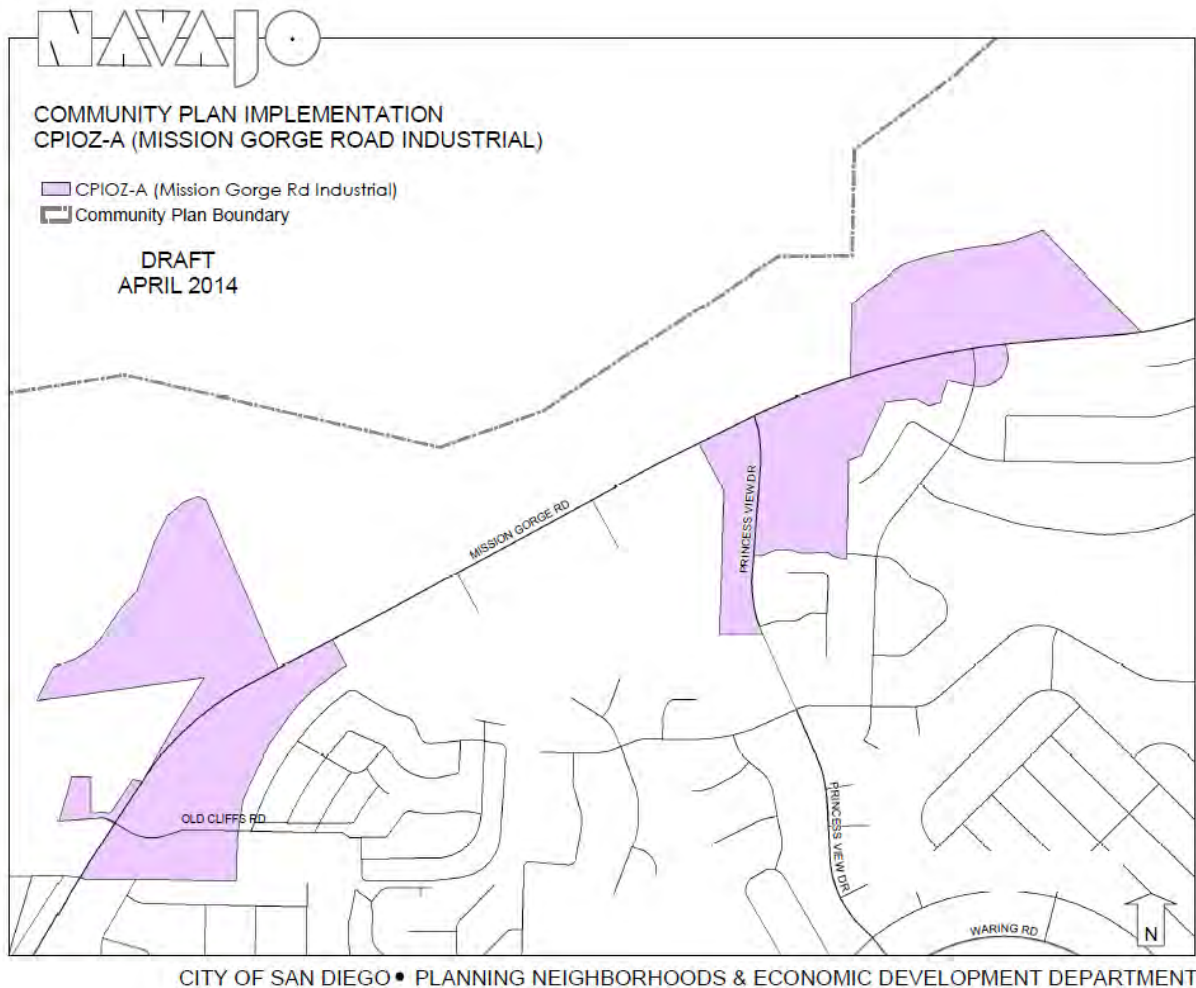 NAVAJO
COMMUNITY PLAN IMPLEMENTATION
CPIOZ-A (MISSION GORGE ROAD INDUSTRIAL)
CPIOZ-A (Mission Gorge Rd Industrial)
Community Plan Boundary
DRAFT
APRIL 2014
MISSION GORGE RD
PRINCESS VIEW DR
OLD CLIFFS RD
PRINCESS VIEW DR
WARING RD
N
CITY OF SAN DIEGO • PLANNING NEIGHBORHOODS & ECONOMIC DEVELOPMENT DEPARTMENT